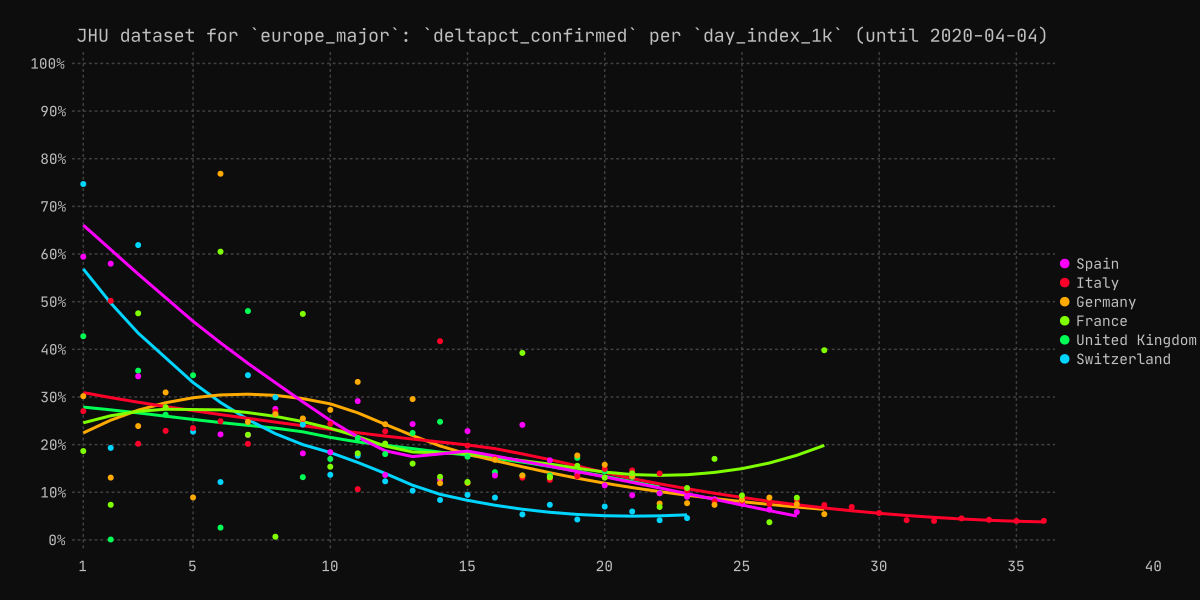 JHU dataset for `europe_major`: `deltapct_confirmed` per `day_index_1k` (until 2020-04-04)
100%
90%
80%
70%
60%
50%
40%
30%
20%
10%
0%
1 5 10 15 20 25 30 35 40
Spain
Italy
Germany
France
United Kingdom
Switzerland